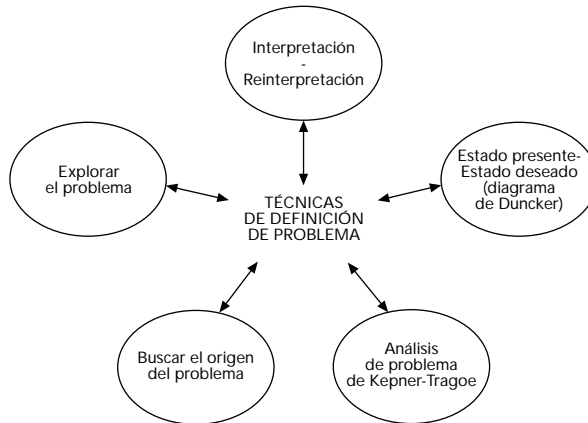 Interpretación
-
Reinterpretación
Explorar
el problema
Estado presente-
Estado deseado
(diagrama
de Duncker)
TÉCNICAS
DE DEFINICIÓN
DE PROBLEMA
Buscar el origen
del problema
Análisis
de problema
de Kepner-Tragoe